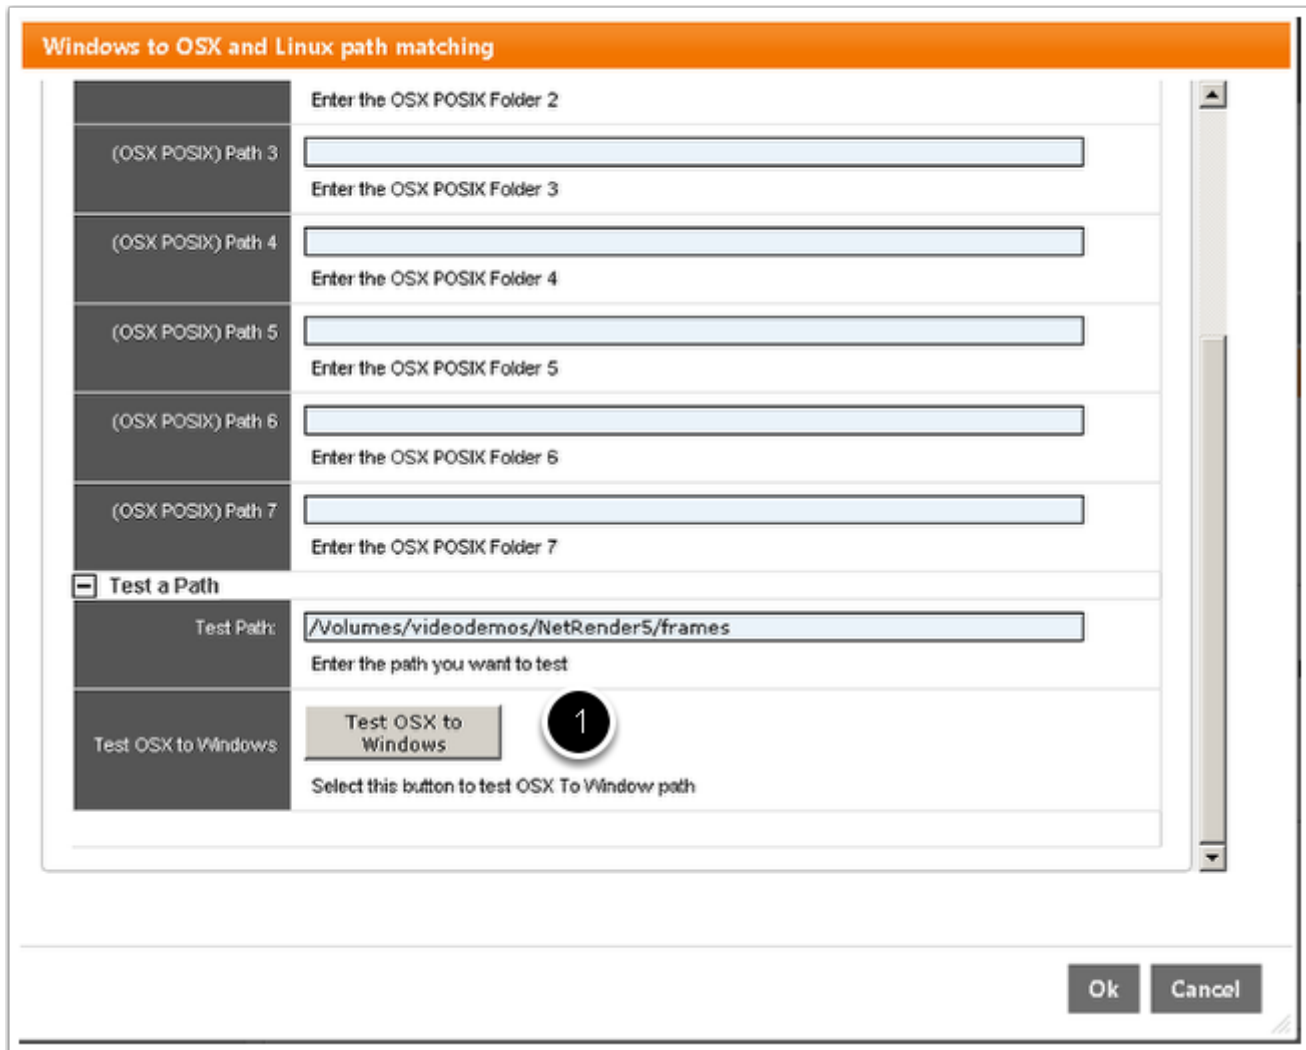 Windows to OSX and Linux path matching
Enter the OSX POSIX Folder 2
(OSX POSIX) Path 3
Enter the OSX POSIX Folder 3
(OSX POSIX) Path 4
Enter the OSX POSIX Folder 4
(OSX POSIX) Path 5
Enter the OSX POSIX Folder 5
(OSX POSIX) Path 6
Enter the OSX POSIX Folder 6
(OSX POSIX) Path 7
Enter the OSX POSIX Folder 7
Test a Path
Test Path: /Volumes/videodemos/NetRender5/frames
Enter the path you want to test
Test OSX to Windows
Test OSX to
Windows
1
Select this button to test OSX To Window path
Ok Cancel